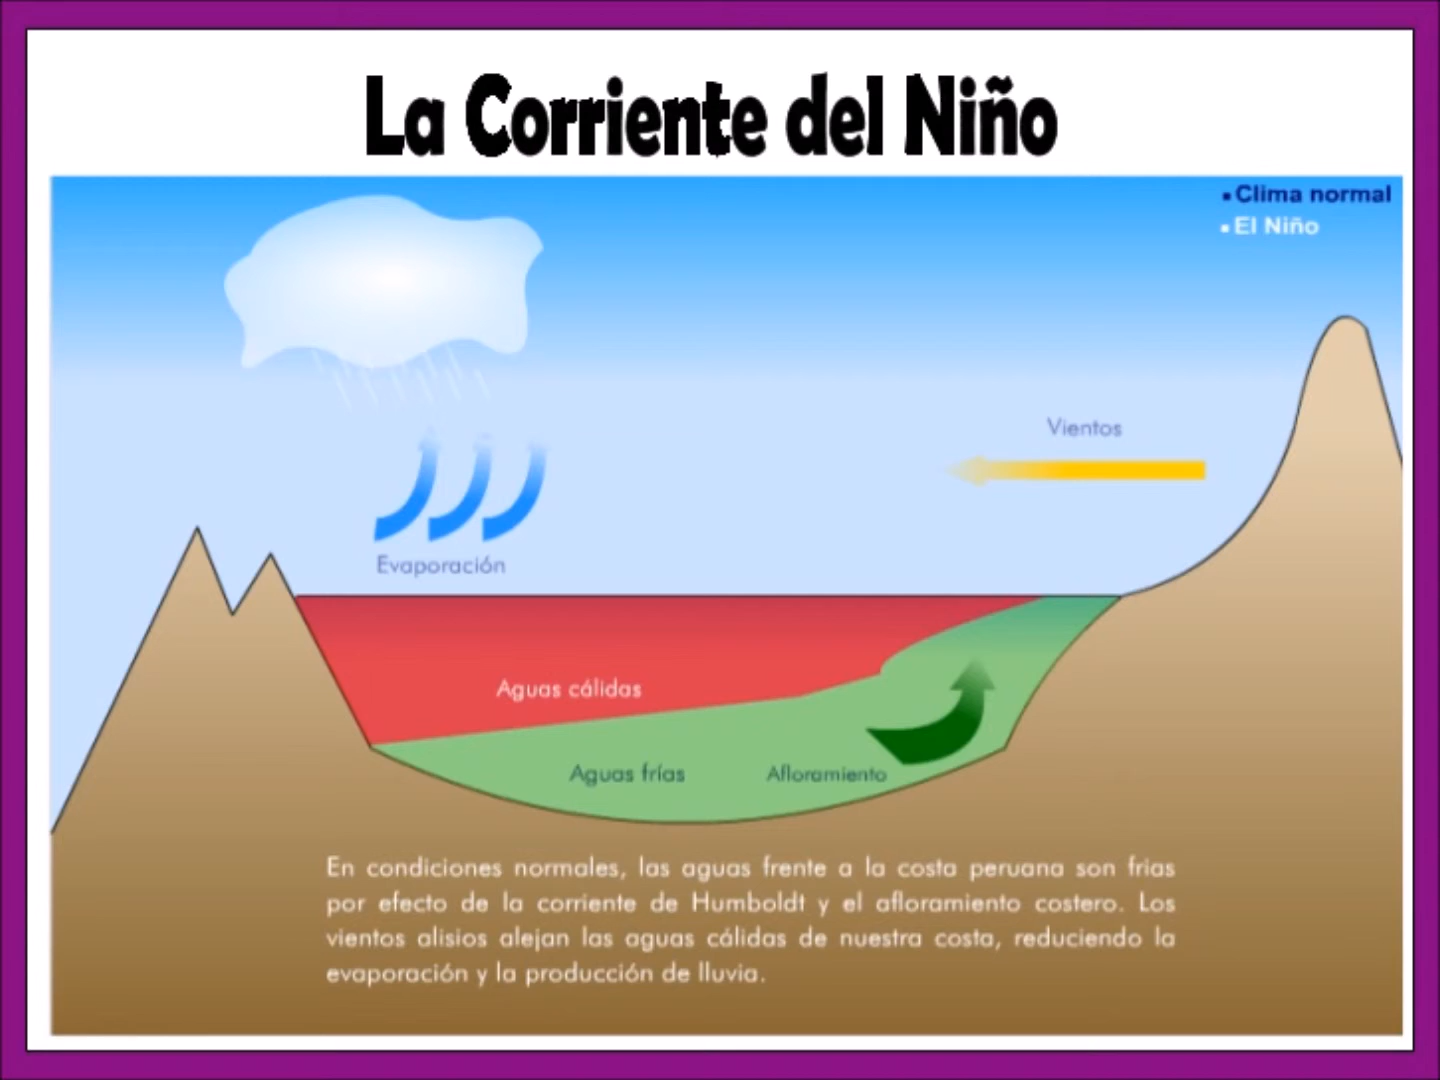 La Corriente del Niño
Clima normal
El Niño
Vientos
Evaporación
Aguas cálidas
Aguas frías
Afloramiento
En condiciones normales, las aguas frente a la costa peruana son frias
por efecto de la corriente de Humboldt y el afloramiento costero. Los
vientos alisios alejan las aguas cálidas de nuestra costa, reduciendo la
evaporación y la producción de lluvia.